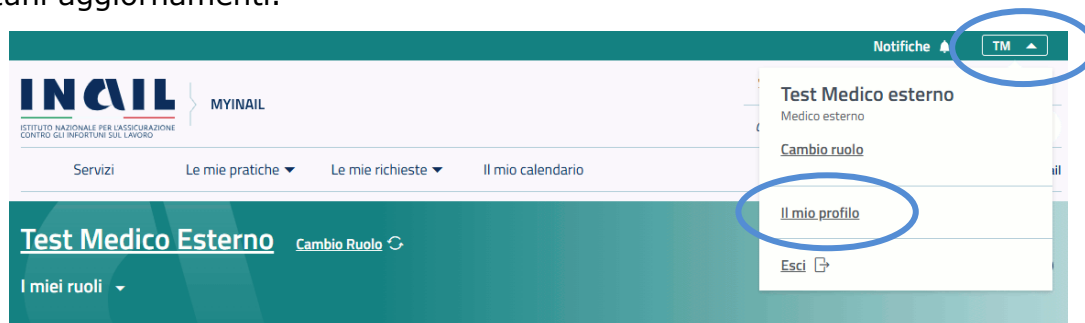 aggiornamenti.
Notifiche TM
INAIL MYINAIL
ISTITUTO NAZIONALE PER L'ASSICURAZIONE
CONTRO GLI INFORTUNI SUL LAVORO
Test Medico esterno
Medico esterno
Cambio ruolo
Servizi Le mie pratiche Le mie richieste Il mio calendario
Il mio profilo
Test Medico Esterno Cambio Ruolo
Esci
I miei ruoli